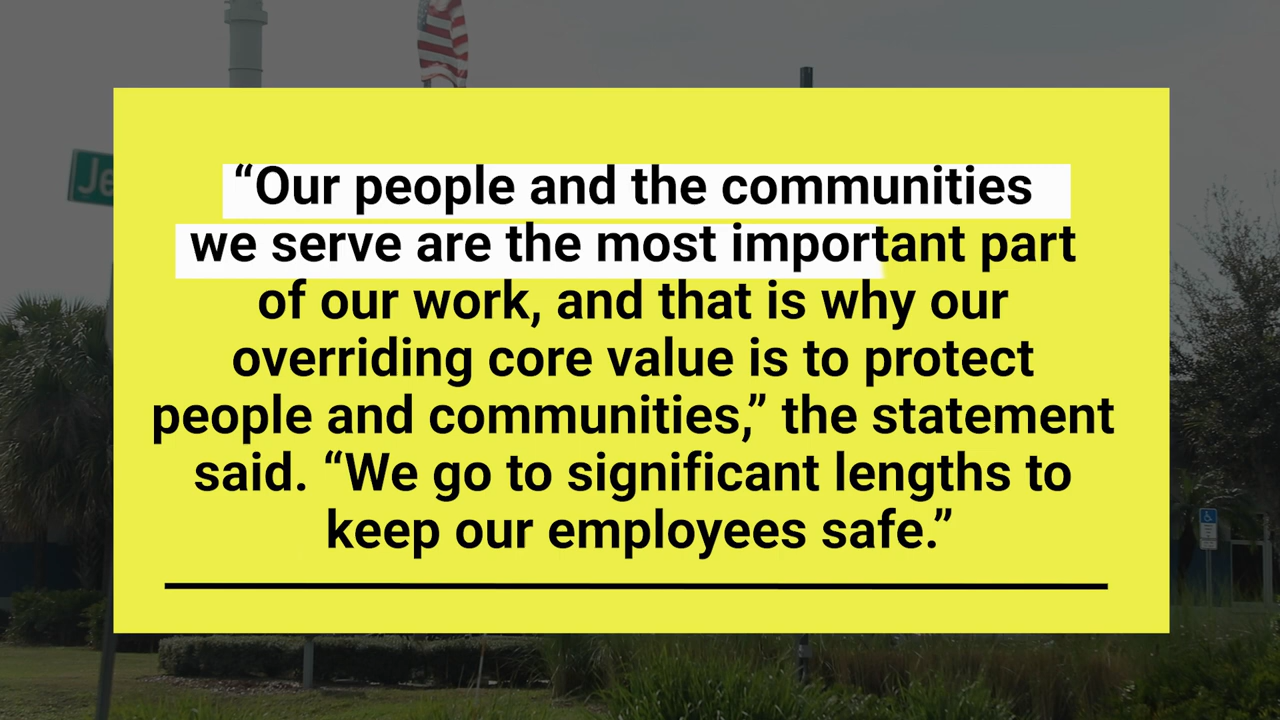 Je
“Our people and the communities
we serve are the most important part
of our work, and that is why our
overriding core value is to protect
people and communities,” the statement
said. “We go to significant lengths to
keep our employees safe.”